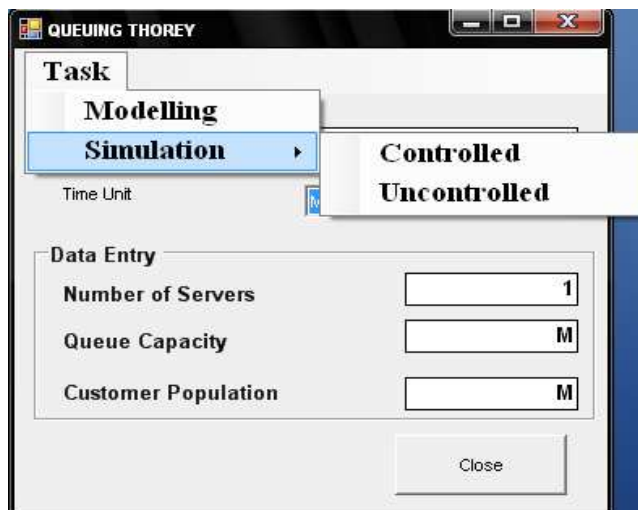 QUEUING THOREY
Task
Modelling
Simulation
Controlled
Uncontrolled
Time Unit
Data Entry
Number of Servers
1
Queue Capacity
M
Customer Population
M
Close